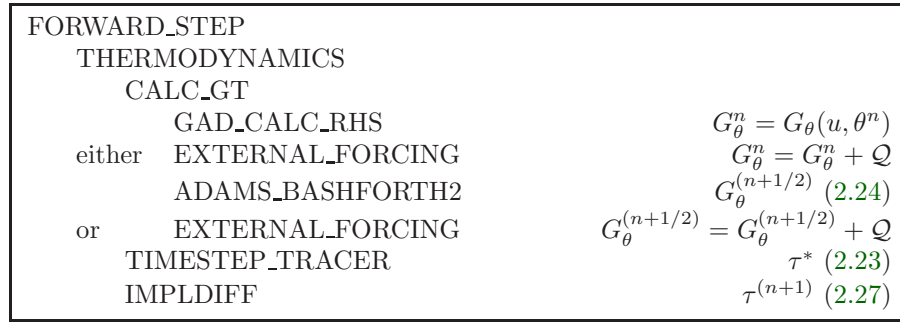 FORWARD_STEP
THERMODYNAMICS
CALC_GT
GAD_CALC_RHS G_θ^n = G_θ(u, θ^n)
either EXTERNAL_FORCING G_θ^n = G_θ^n + 𝒬
ADAMS_BASHFORTH2 G_θ^(n+1/2) (2.24)
or EXTERNAL_FORCING G_θ^(n+1/2) = G_θ^(n+1/2) + 𝒬
TIMESTEP_TRACER τ^* (2.23)
IMPLDIFF τ^(n+1) (2.27)